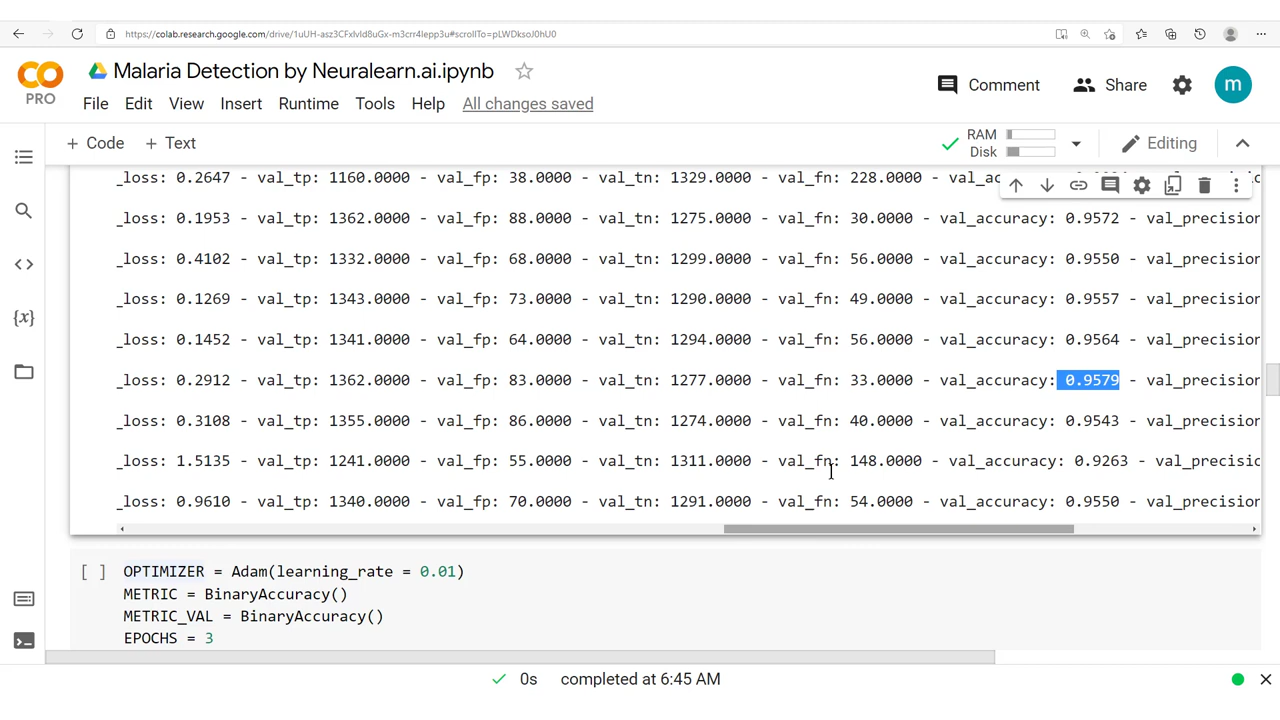 https://colab.research.google.com/drive/1uUH-asz3CFxlvId8uGx-m3crr4lepp3u#scrollTo=pLWDksoJ0hU0
CO
PRO
Malaria Detection by Neuralearn.ai.ipynb
File Edit View Insert Runtime Tools Help All changes saved
Comment
Share
m
+ Code + Text
RAM
Disk
Editing
_loss: 0.2647 - val_tp: 1160.0000 - val_fp: 38.0000 - val_tn: 1329.0000 - val_fn: 228.0000 - val_ac
_loss: 0.1953 - val_tp: 1362.0000 - val_fp: 88.0000 - val_tn: 1275.0000 - val_fn: 30.0000 - val_accuracy: 0.9572 - val_precision
_loss: 0.4102 - val_tp: 1332.0000 - val_fp: 68.0000 - val_tn: 1299.0000 - val_fn: 56.0000 - val_accuracy: 0.9550 - val_precision
_loss: 0.1269 - val_tp: 1343.0000 - val_fp: 73.0000 - val_tn: 1290.0000 - val_fn: 49.0000 - val_accuracy: 0.9557 - val_precision
_loss: 0.1452 - val_tp: 1341.0000 - val_fp: 64.0000 - val_tn: 1294.0000 - val_fn: 56.0000 - val_accuracy: 0.9564 - val_precision
_loss: 0.2912 - val_tp: 1362.0000 - val_fp: 83.0000 - val_tn: 1277.0000 - val_fn: 33.0000 - val_accuracy: 0.9579 - val_precision
_loss: 0.3108 - val_tp: 1355.0000 - val_fp: 86.0000 - val_tn: 1274.0000 - val_fn: 40.0000 - val_accuracy: 0.9543 - val_precision
_loss: 1.5135 - val_tp: 1241.0000 - val_fp: 55.0000 - val_tn: 1311.0000 - val_fn: 148.0000 - val_accuracy: 0.9263 - val_precisic
_loss: 0.9610 - val_tp: 1340.0000 - val_fp: 70.0000 - val_tn: 1291.0000 - val_fn: 54.0000 - val_accuracy: 0.9550 - val_precision
[ ] OPTIMIZER = Adam(learning_rate = 0.01)
METRIC = BinaryAccuracy()
METRIC_VAL = BinaryAccuracy()
EPOCHS = 3
0s completed at 6:45 AM